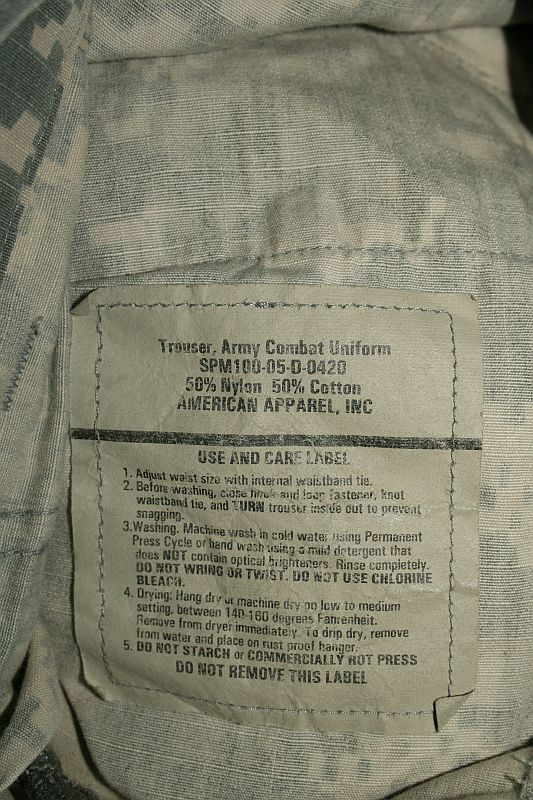 Trouser, Army Combat Uniform
SPM100-05-D-0420
50% Nylon 50% Cotton
AMERICAN APPAREL, INC
USE AND CARE LABEL
1. Adjust waist size with internal waistband tie.
2. Before washing, close hook and loop fastener, knot
waistband tie, and TURN trouser inside out to prevent
snagging.
3.Washing. Machine wash in cold water using Permanent
Press Cycle or hand wash using a mild detergent that
does NOT contain optical brighteners. Rinse completely.
DO NOT WRING OR TWIST. DO NOT USE CHLORINE
BLEACH.
4. Drying: Hang dry or machine dry on low to medium
setting, between 140-160 degrees Fahrenheit.
Remove from dryer immediately. To drip dry, remove
from water and place on rust proof hanger.
5. DO NOT STARCH or COMMERCIALLY HOT PRESS
DO NOT REMOVE THIS LABEL